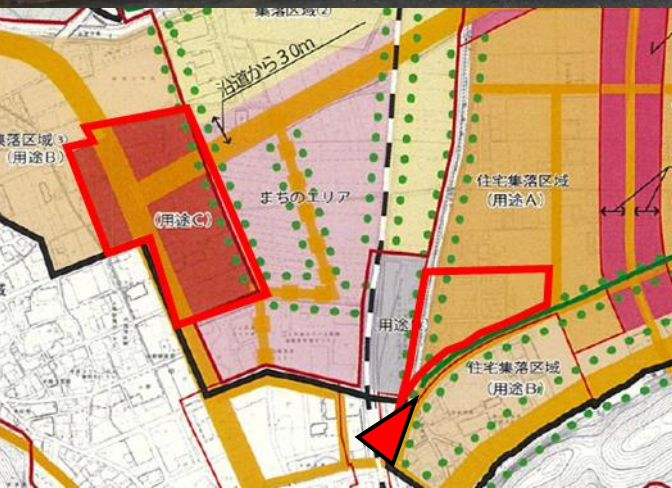 集落区域②
沿道から30m
集落区域③
(用途B)
(用途C)
まちのエリア
住宅集落区域
(用途A)
用途
住宅集落区域
(用途B)
域